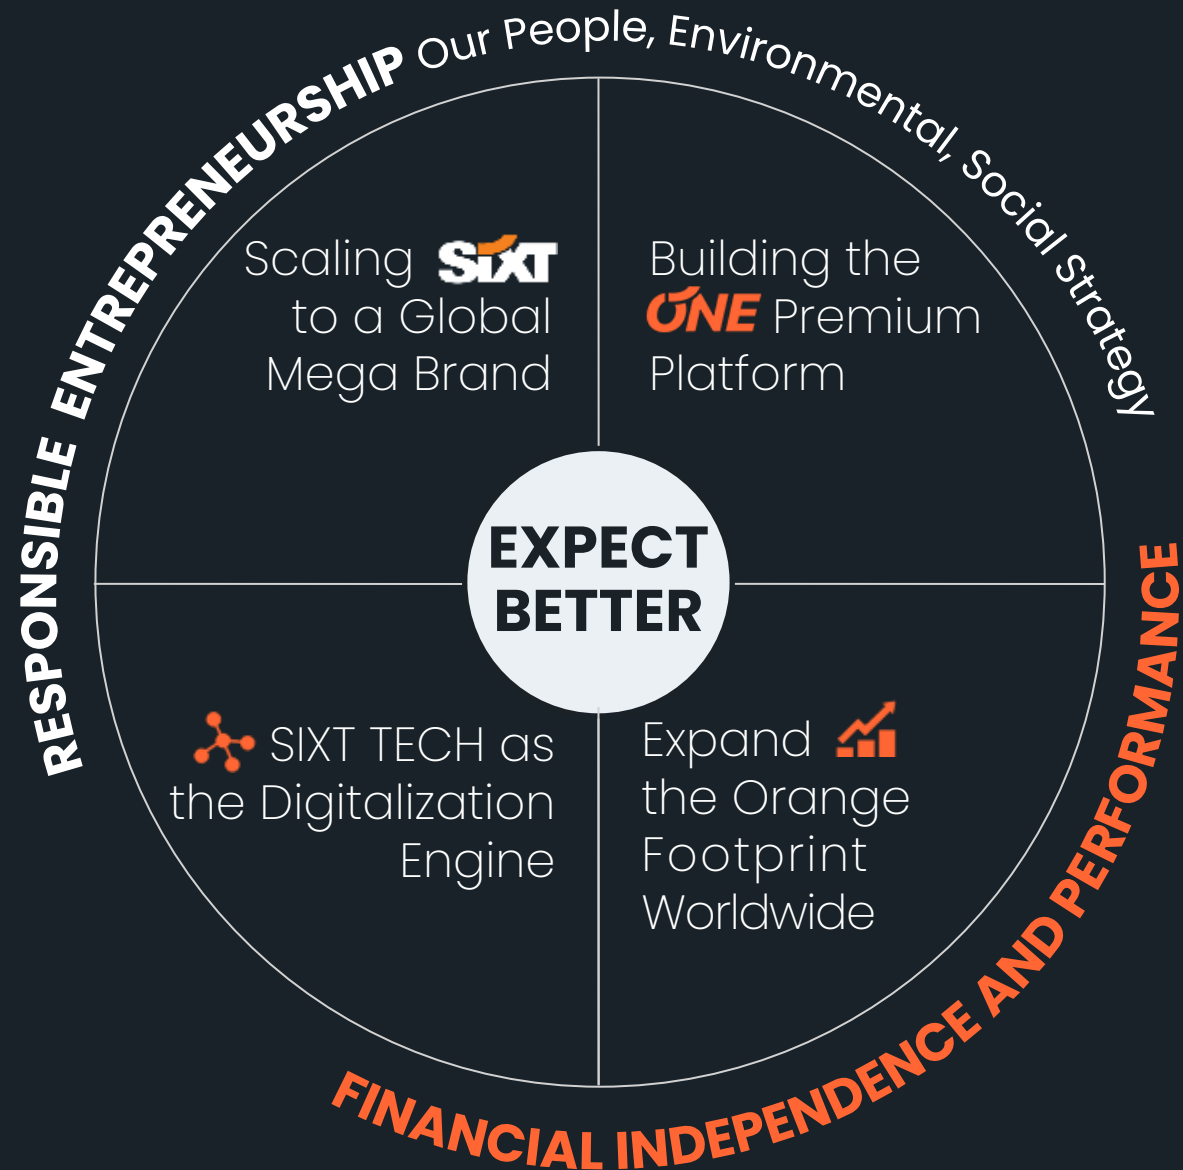 RESPONSIBLE ENTREPRENEURSHIP Our People, Environmental, Social Strategy
Scaling SIXT
to a Global
Mega Brand
Building the
ONE Premium
Platform
EXPECT
BETTER
SIXT TECH as
the Digitalization
Engine
Expand
the Orange
Footprint
Worldwide
FINANCIAL INDEPENDENCE AND PERFORMANCE